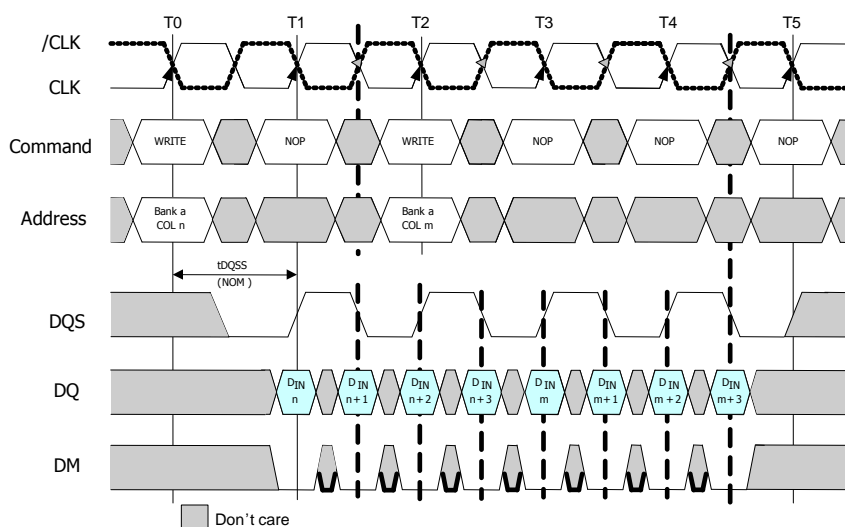 T0 T1 T2 T3 T4 T5
/CLK
CLK
Command WRITE NOP WRITE NOP NOP NOP
Address Bank a COL n Bank a COL m
tDQSS
(NOM )
DQS
DQ DIN n DIN n+1 DIN n+2 DIN n+3 DIN m DIN m+1 DIN m+2 DIN m+3
DM
Don't care